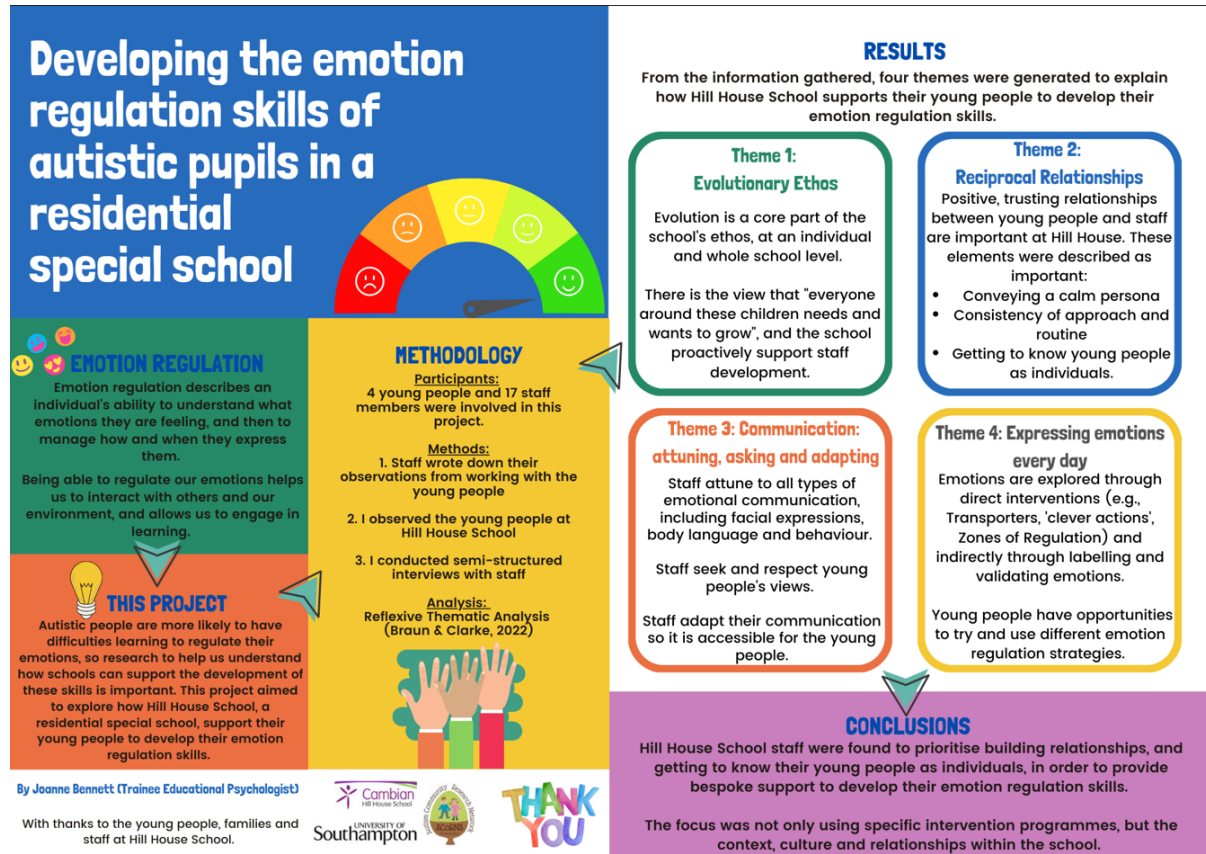 Developing the emotion
regulation skills of
autistic pupils in a
residential
special school
EMOTION REGULATION
Emotion regulation describes an
individual's ability to understand what
emotions they are feeling, and then to
manage how and when they express
them.
Being able to regulate our emotions helps
us to interact with others and our
environment, and allows us to engage in
learning.
THIS PROJECT
Autistic people are more likely to have
difficulties learning to regulate their
emotions, so research to help us understand
how schools can support the development of
these skills is important. This project aimed
to explore how Hill House School, a
residential special school, support their
young people to develop their emotion
regulation skills.
METHODOLOGY
Participants:
4 young people and 17 staff
members were involved in this
project.
Methods:
1. Staff wrote down their
observations from working with the
young people
2. I observed the young people at
Hill House School
3. I conducted semi-structured
interviews with staff
Analysis:
Reflexive Thematic Analysis
(Braun & Clarke, 2022)
By Joanne Bennett (Trainee Educational Psychologist)
With thanks to the young people, families and
staff at Hill House School.
Cambian
Hill House School
UNIVERSITY OF
Southampton
Autism Community Research Network
ACoRNS
THANK
YOU
RESULTS
From the information gathered, four themes were generated to explain
how Hill House School supports their young people to develop their
emotion regulation skills.
Theme 1:
Evolutionary Ethos
Evolution is a core part of the
school's ethos, at an individual
and whole school level.
There is the view that "everyone
around these children needs and
wants to grow", and the school
proactively support staff
development.
Theme 2:
Reciprocal Relationships
Positive, trusting relationships
between young people and staff
are important at Hill House. These
elements were described as
important:
• Conveying a calm persona
• Consistency of approach and
routine
• Getting to know young people
as individuals.
Theme 3: Communication:
attuning, asking and adapting
Staff attune to all types of
emotional communication,
including facial expressions,
body language and behaviour.
Staff seek and respect young
people's views.
Staff adapt their communication
so it is accessible for the young
people.
Theme 4: Expressing emotions
every day
Emotions are explored through
direct interventions (e.g.,
Transporters, 'clever actions',
Zones of Regulation) and
indirectly through labelling and
validating emotions.
Young people have opportunities
to try and use different emotion
regulation strategies.
CONCLUSIONS
Hill House School staff were found to prioritise building relationships, and
getting to know their young people as individuals, in order to provide
bespoke support to develop their emotion regulation skills.
The focus was not only using specific intervention programmes, but the
context, culture and relationships within the school.